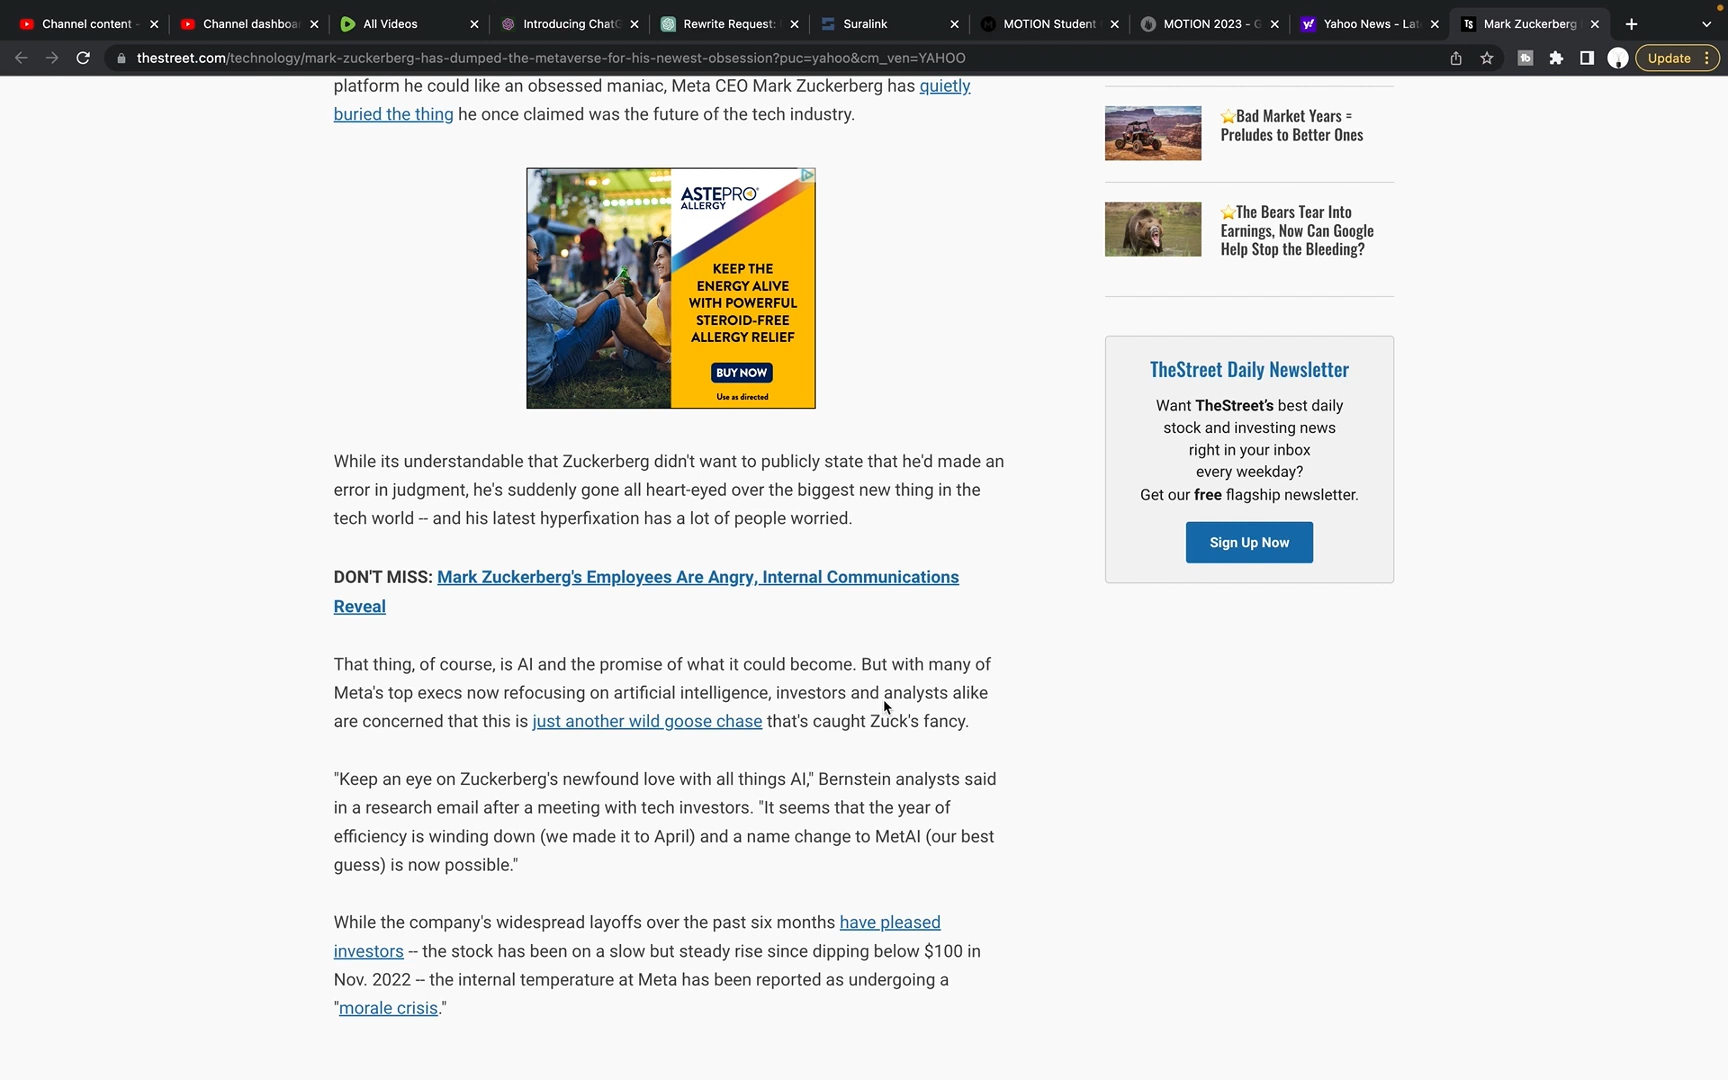 Channel content -
Channel dashboa
All Videos
Introducing ChatG
Rewrite Request:
Suralink
MOTION Student
MOTION 2023 - G
Yahoo News - Lat
Mark Zuckerberg
thestreet.com/technology/mark-zuckerberg-has-dumped-the-metaverse-for-his-newest-obsession?puc=yahoo&cm_ven=YAHOO
Update
platform he could like an obsessed maniac, Meta CEO Mark Zuckerberg has quietly
buried the thing he once claimed was the future of the tech industry.
ASTEPRO
ALLERGY
KEEP THE
ENERGY ALIVE
WITH POWERFUL
STEROID-FREE
ALLERGY RELIEF
BUY NOW
Use as directed
While its understandable that Zuckerberg didn't want to publicly state that he'd made an
error in judgment, he's suddenly gone all heart-eyed over the biggest new thing in the
tech world -- and his latest hyperfixation has a lot of people worried.
DON'T MISS: Mark Zuckerberg's Employees Are Angry, Internal Communications
Reveal
That thing, of course, is AI and the promise of what it could become. But with many of
Meta's top execs now refocusing on artificial intelligence, investors and analysts alike
are concerned that this is just another wild goose chase that's caught Zuck's fancy.
"Keep an eye on Zuckerberg's newfound love with all things AI," Bernstein analysts said
in a research email after a meeting with tech investors. "It seems that the year of
efficiency is winding down (we made it to April) and a name change to MetAI (our best
guess) is now possible."
While the company's widespread layoffs over the past six months have pleased
investors -- the stock has been on a slow but steady rise since dipping below $100 in
Nov. 2022 -- the internal temperature at Meta has been reported as undergoing a
"morale crisis."
⭐Bad Market Years =
Preludes to Better Ones
⭐The Bears Tear Into
Earnings, Now Can Google
Help Stop the Bleeding?
TheStreet Daily Newsletter
Want TheStreet's best daily
stock and investing news
right in your inbox
every weekday?
Get our free flagship newsletter.
Sign Up Now